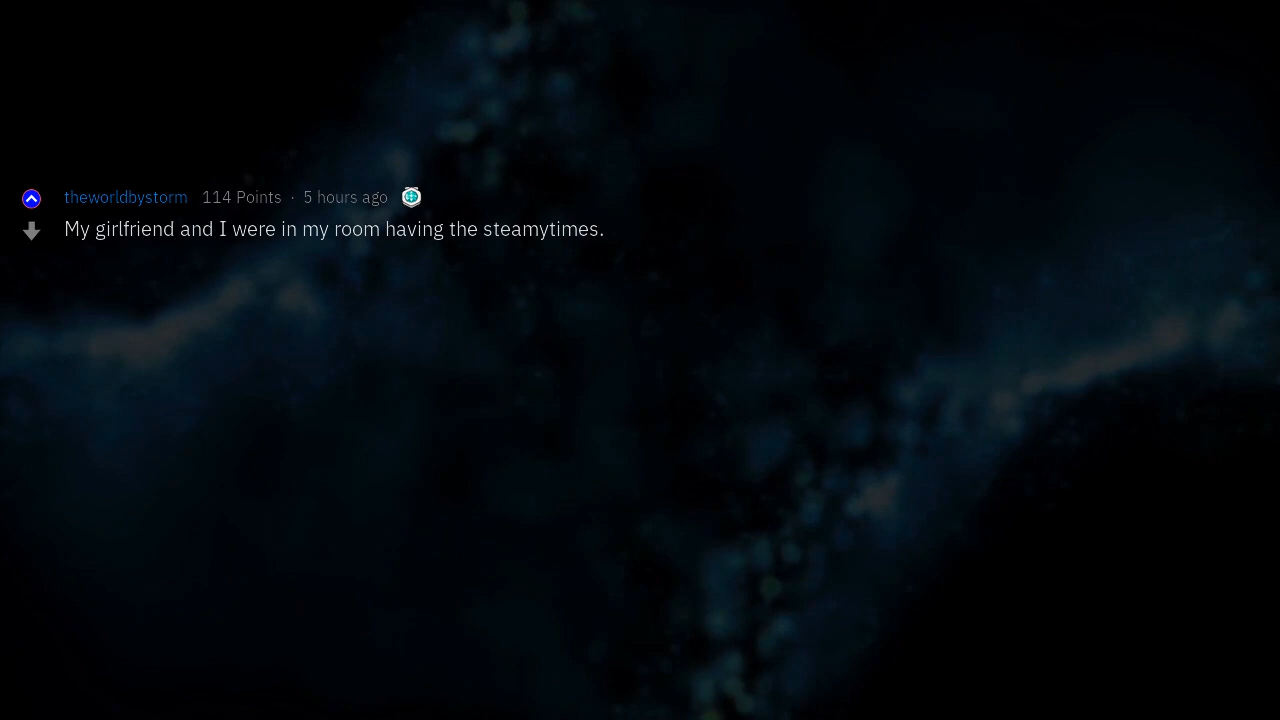 theworldbystorm 114 Points · 5 hours ago
My girlfriend and I were in my room having the steamytimes.